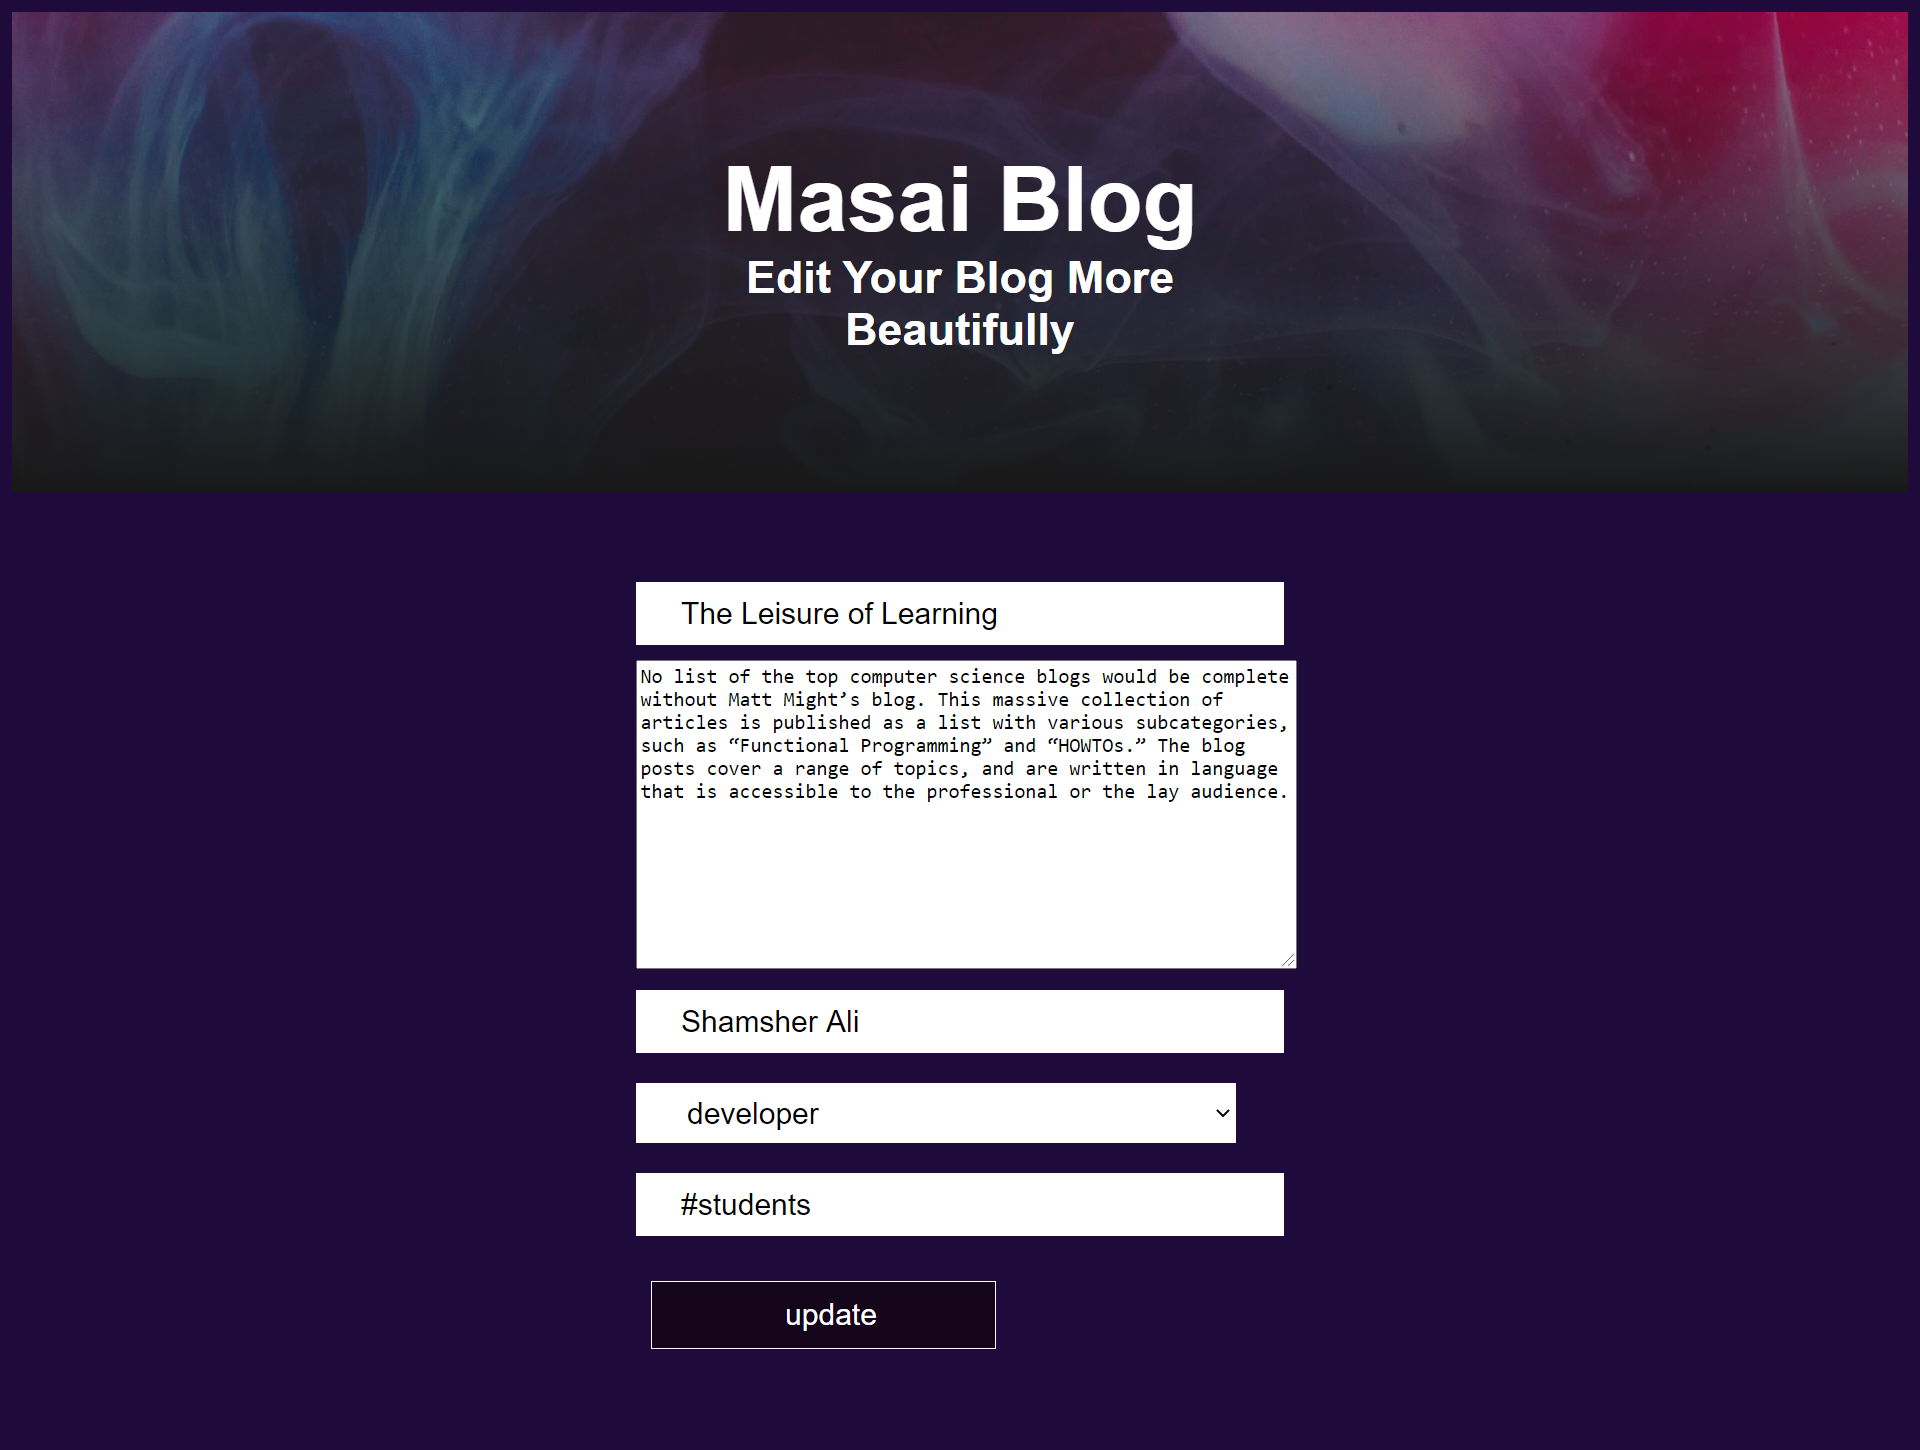 Masai Blog
Edit Your Blog More
Beautifully
The Leisure of Learning
No list of the top computer science blogs would be complete
without Matt Might’s blog. This massive collection of
articles is published as a list with various subcategories,
such as “Functional Programming” and “HOWTOs.” The blog
posts cover a range of topics, and are written in language
that is accessible to the professional or the lay audience.
Shamsher Ali
developer
#students
update